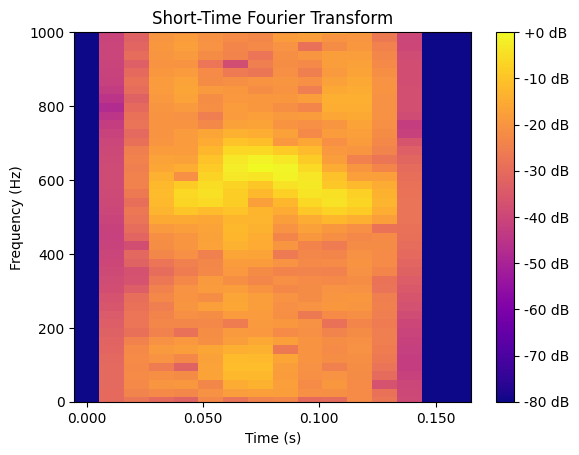 Short-Time Fourier Transform
1000
800
600
400
200
0
Frequency (Hz)
0.000
0.050
0.100
0.150
Time (s)
+0 dB
-10 dB
-20 dB
-30 dB
-40 dB
-50 dB
-60 dB
-70 dB
-80 dB